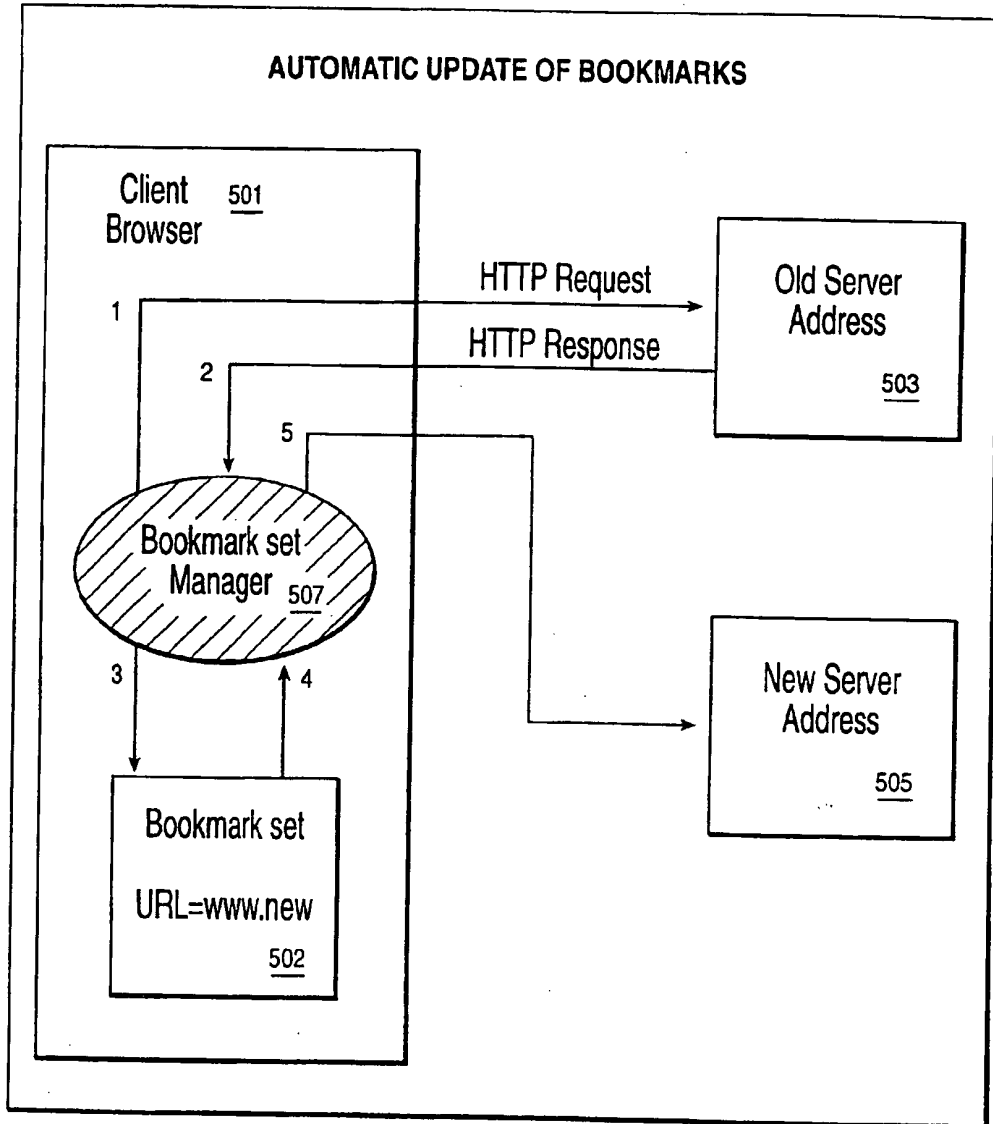 AUTOMATIC UPDATE OF BOOKMARKS
Client
Browser
501
1
HTTP Request
Old Server
Address
503
2
HTTP Response
5
Bookmark set
Manager
507
3
4
New Server
Address
505
Bookmark set
URL=www.new
502